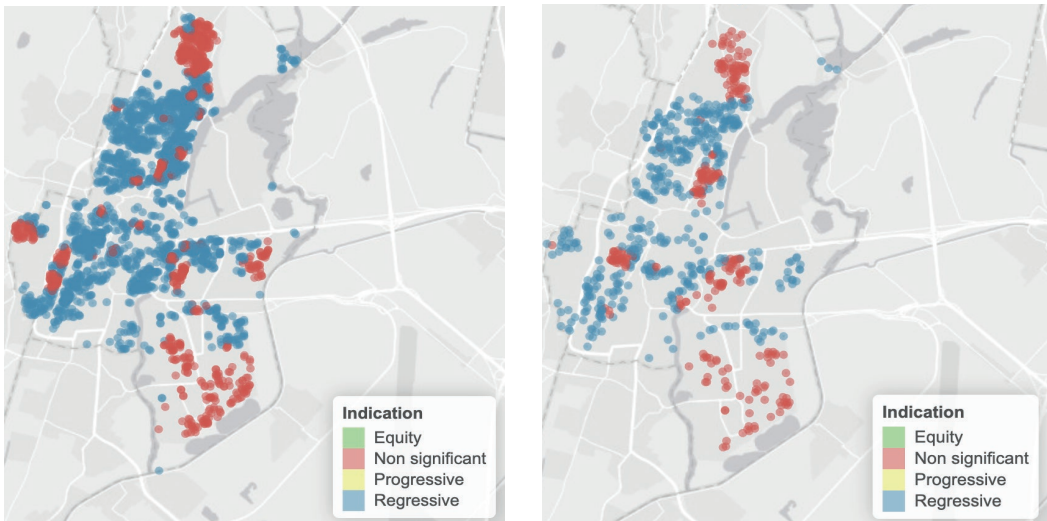 Indication
Equity
Non significant
Progressive
Regressive
Indication
Equity
Non significant
Progressive
Regressive